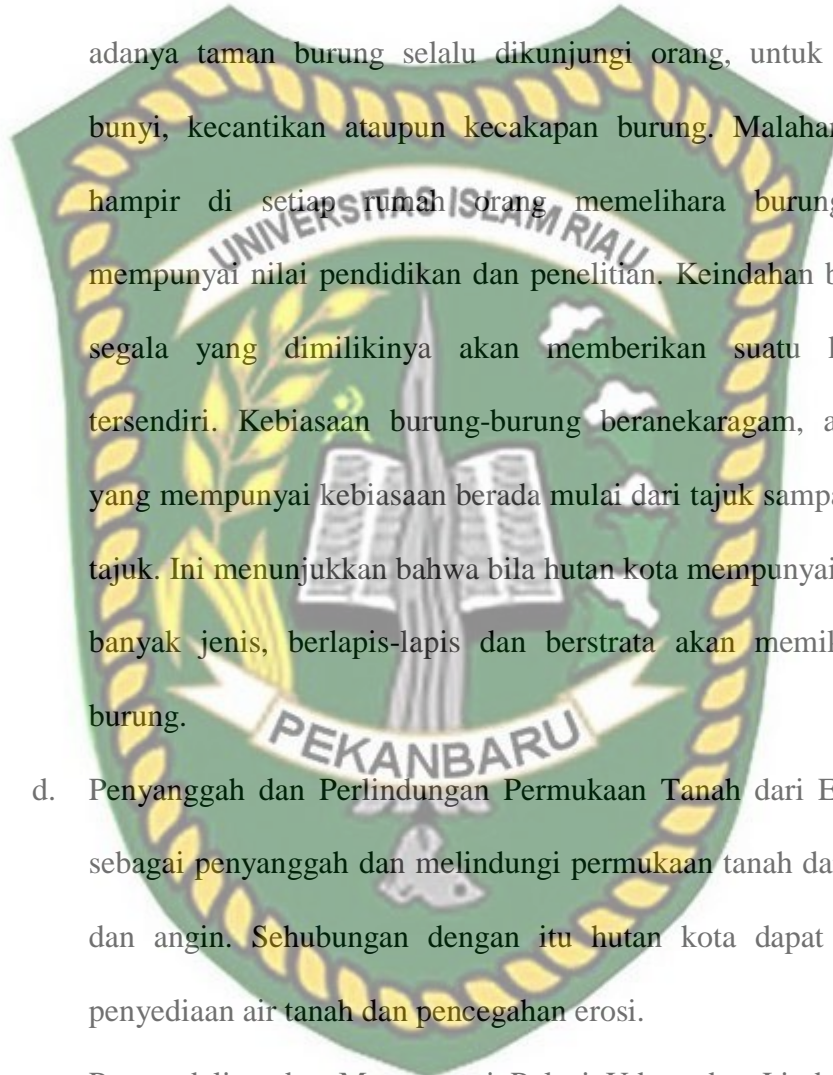 adanya taman burung selalu dikunjungi orang, untuk
bunyi, kecantikan ataupun kecakapan burung. Malahan
hampir di setiap rumah orang memelihara burung
mempunyai nilai pendidikan dan penelitian. Keindahan
segala yang dimilikinya akan memberikan suatu
tersendiri. Kebiasaan burung-burung beranekaragam,
yang mempunyai kebiasaan berada mulai dari tajuk
tajuk. Ini menunjukkan bahwa bila hutan kota mempunyai
banyak jenis, berlapis-lapis dan berstrata akan
burung.
d. Penyanggah dan Perlindungan Permukaan Tanah dari
sebagai penyanggah dan melindungi permukaan tanah
dan angin. Sehubungan dengan itu hutan kota dapat
penyediaan air tanah dan pencegahan erosi.
UNIVERSITAS ISLAM RIAU
PEKANBARU